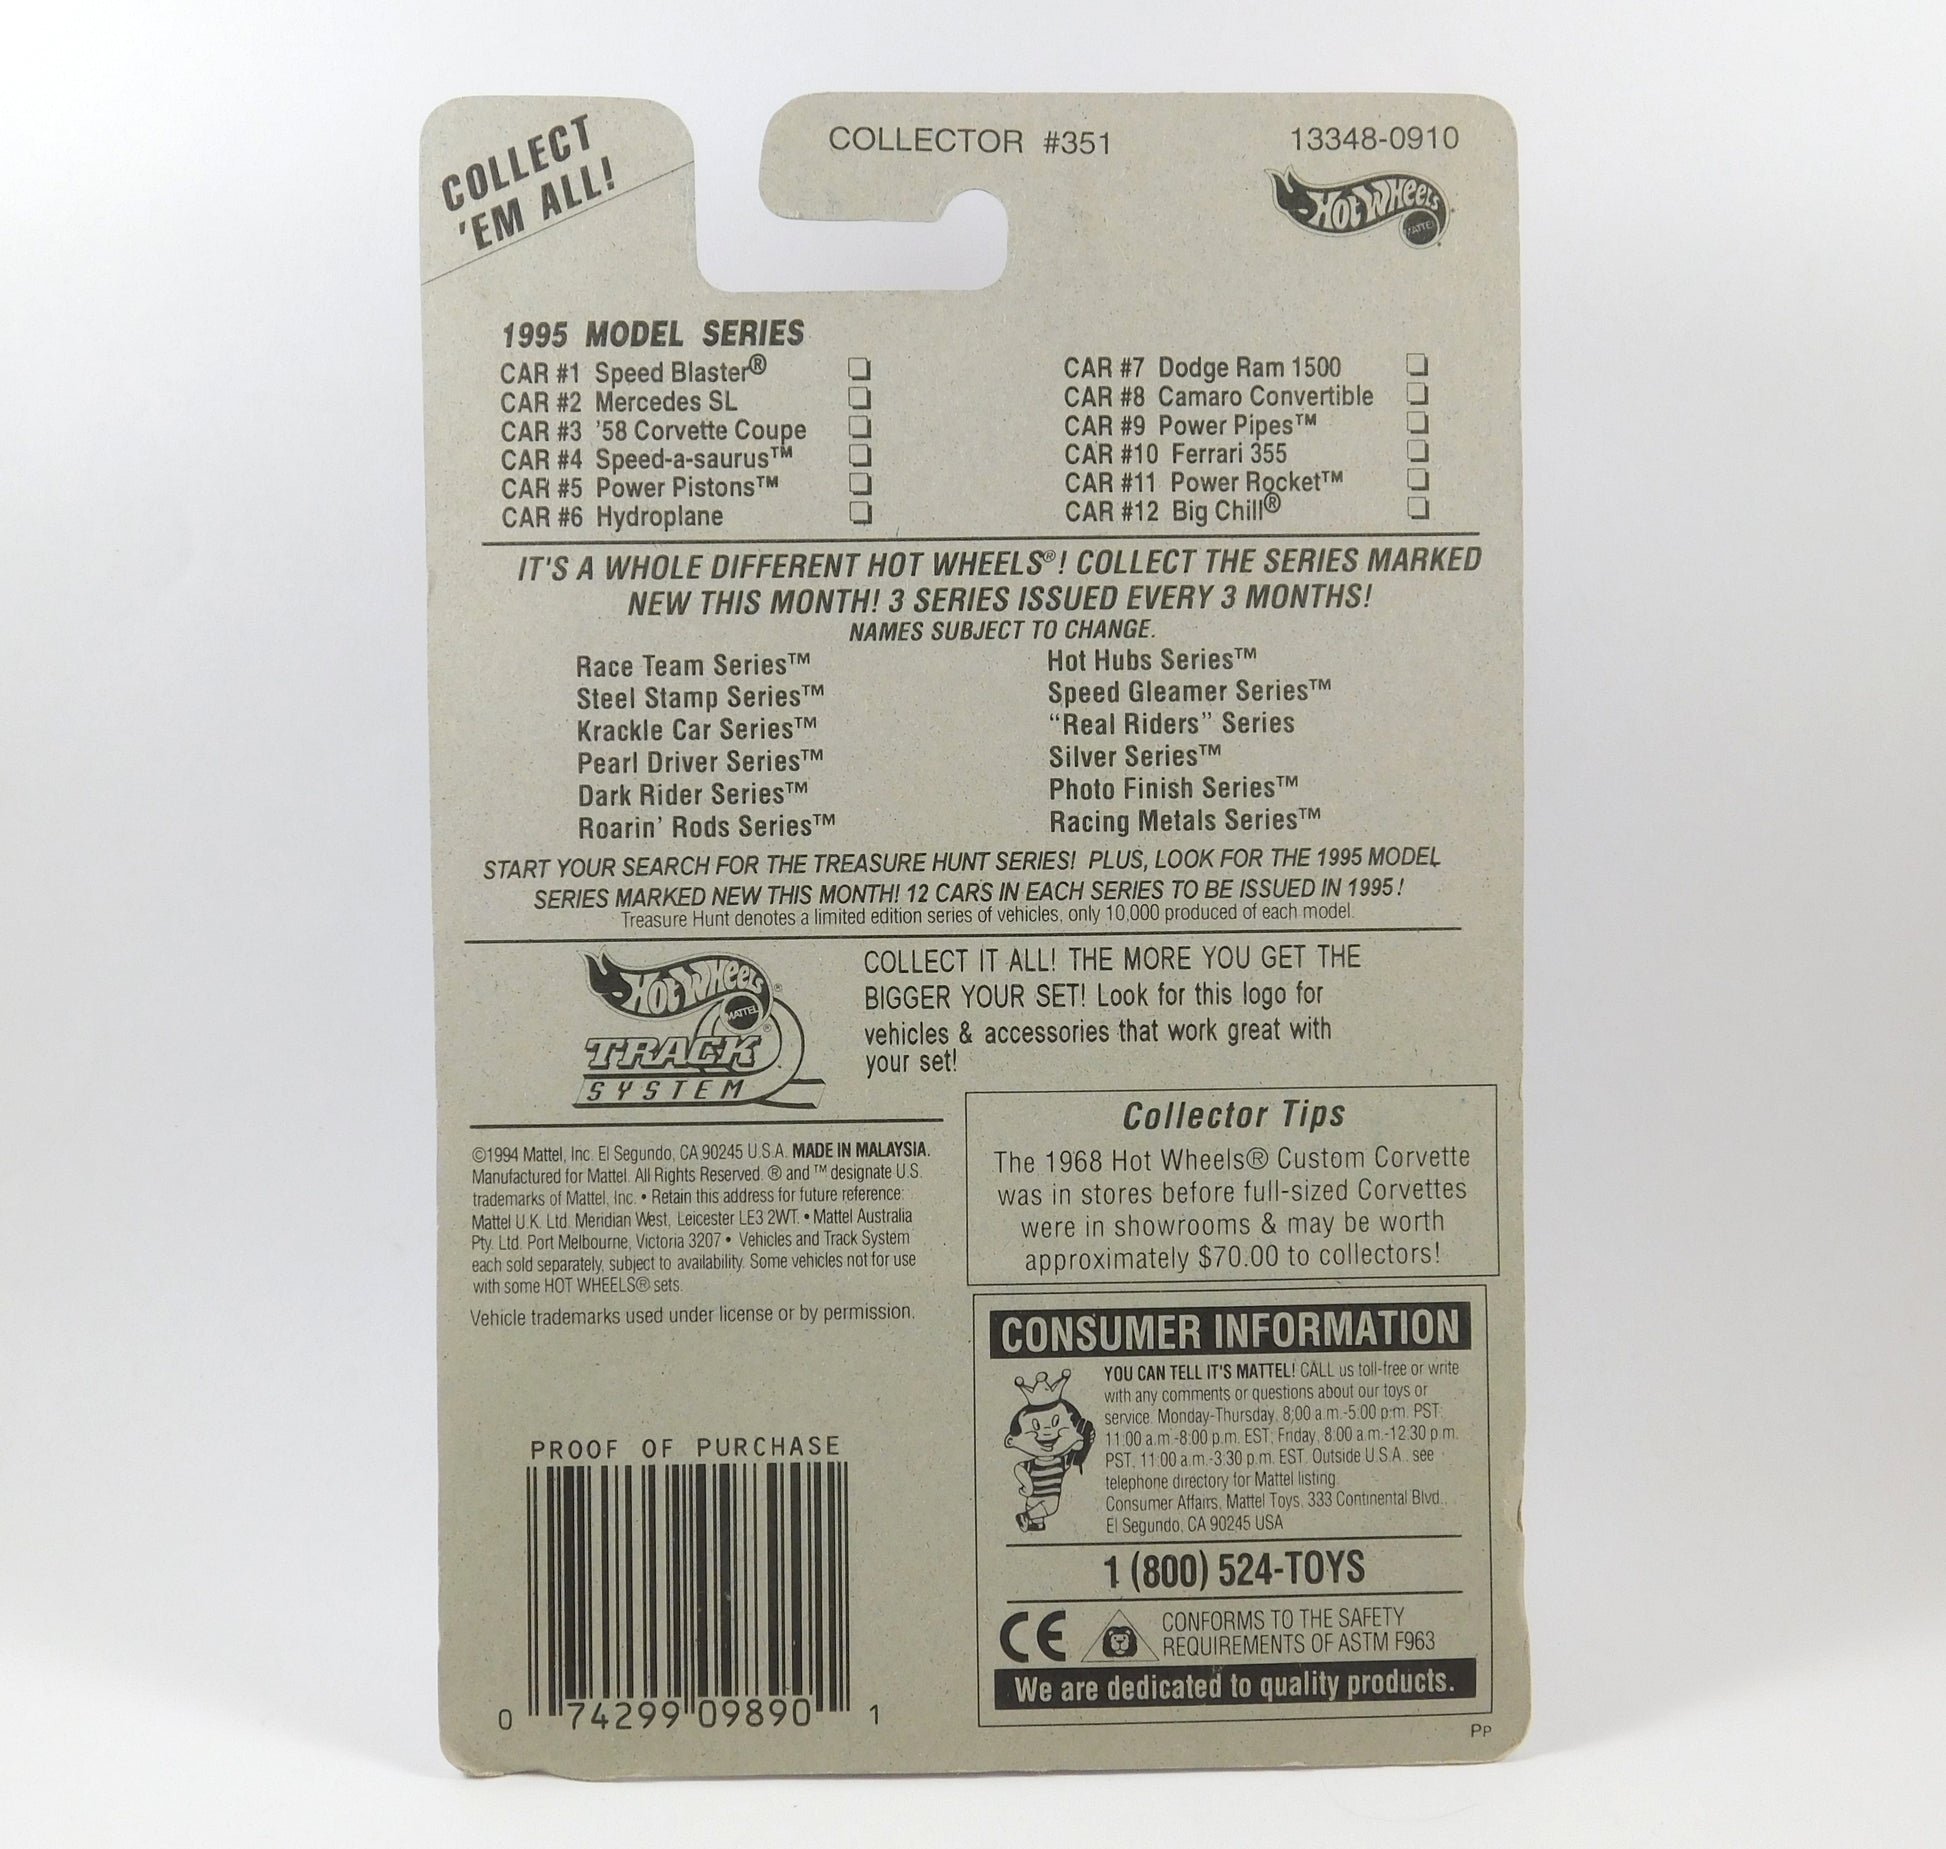 COLLECT
'EM ALL!
COLLECTOR #351
13348-0910
Hot Wheels
MATTEL
1995 MODEL SERIES
CAR #1 Speed Blaster®
CAR #2 Mercedes SL
CAR #3 '58 Corvette Coupe
CAR #4 Speed-a-saurus™
CAR #5 Power Pistons™
CAR #6 Hydroplane
CAR #7 Dodge Ram 1500
CAR #8 Camaro Convertible
CAR #9 Power Pipes™
CAR #10 Ferrari 355
CAR #11 Power Rocket™
CAR #12 Big Chill®
IT'S A WHOLE DIFFERENT HOT WHEELS®! COLLECT THE SERIES MARKED
NEW THIS MONTH! 3 SERIES ISSUED EVERY 3 MONTHS!
NAMES SUBJECT TO CHANGE.
Race Team Series™
Steel Stamp Series™
Krackle Car Series™
Pearl Driver Series™
Dark Rider Series™
Roarin' Rods Series™
Hot Hubs Series™
Speed Gleamer Series™
“Real Riders” Series
Silver Series™
Photo Finish Series™
Racing Metals Series™
START YOUR SEARCH FOR THE TREASURE HUNT SERIES! PLUS, LOOK FOR THE 1995 MODEL
SERIES MARKED NEW THIS MONTH! 12 CARS IN EACH SERIES TO BE ISSUED IN 1995!
Treasure Hunt denotes a limited edition series of vehicles, only 10,000 produced of each model.
Hot Wheels®
MATTEL®
TRACK
SYSTEM
COLLECT IT ALL! THE MORE YOU GET THE
BIGGER YOUR SET! Look for this logo for
vehicles & accessories that work great with
your set!
©1994 Mattel, Inc. El Segundo, CA 90245 U.S.A. MADE IN MALAYSIA.
Manufactured for Mattel. All Rights Reserved. ® and ™ designate U.S.
trademarks of Mattel, Inc. • Retain this address for future reference:
Mattel U.K. Ltd. Meridian West, Leicester LE3 2WT. • Mattel Australia
Pty. Ltd. Port Melbourne, Victoria 3207 • Vehicles and Track System
each sold separately, subject to availability. Some vehicles not for use
with some HOT WHEELS® sets.
Vehicle trademarks used under license or by permission.
Collector Tips
The 1968 Hot Wheels® Custom Corvette
was in stores before full-sized Corvettes
were in showrooms & may be worth
approximately $70.00 to collectors!
CONSUMER INFORMATION
YOU CAN TELL IT'S MATTEL! CALL us toll-free or write
with any comments or questions about our toys or
service. Monday-Thursday, 8:00 a.m.-5:00 p.m. PST;
11:00 a.m.-8:00 p.m. EST; Friday, 8:00 a.m.-12:30 p.m.
PST, 11:00 a.m.-3:30 p.m. EST. Outside U.S.A., see
telephone directory for Mattel listing.
Consumer Affairs, Mattel Toys, 333 Continental Blvd.,
El Segundo, CA 90245 USA
1 (800) 524-TOYS
CE
CONFORMS TO THE SAFETY
REQUIREMENTS OF ASTM F963
We are dedicated to quality products.
PROOF OF PURCHASE
0 74299 09890 1
PP